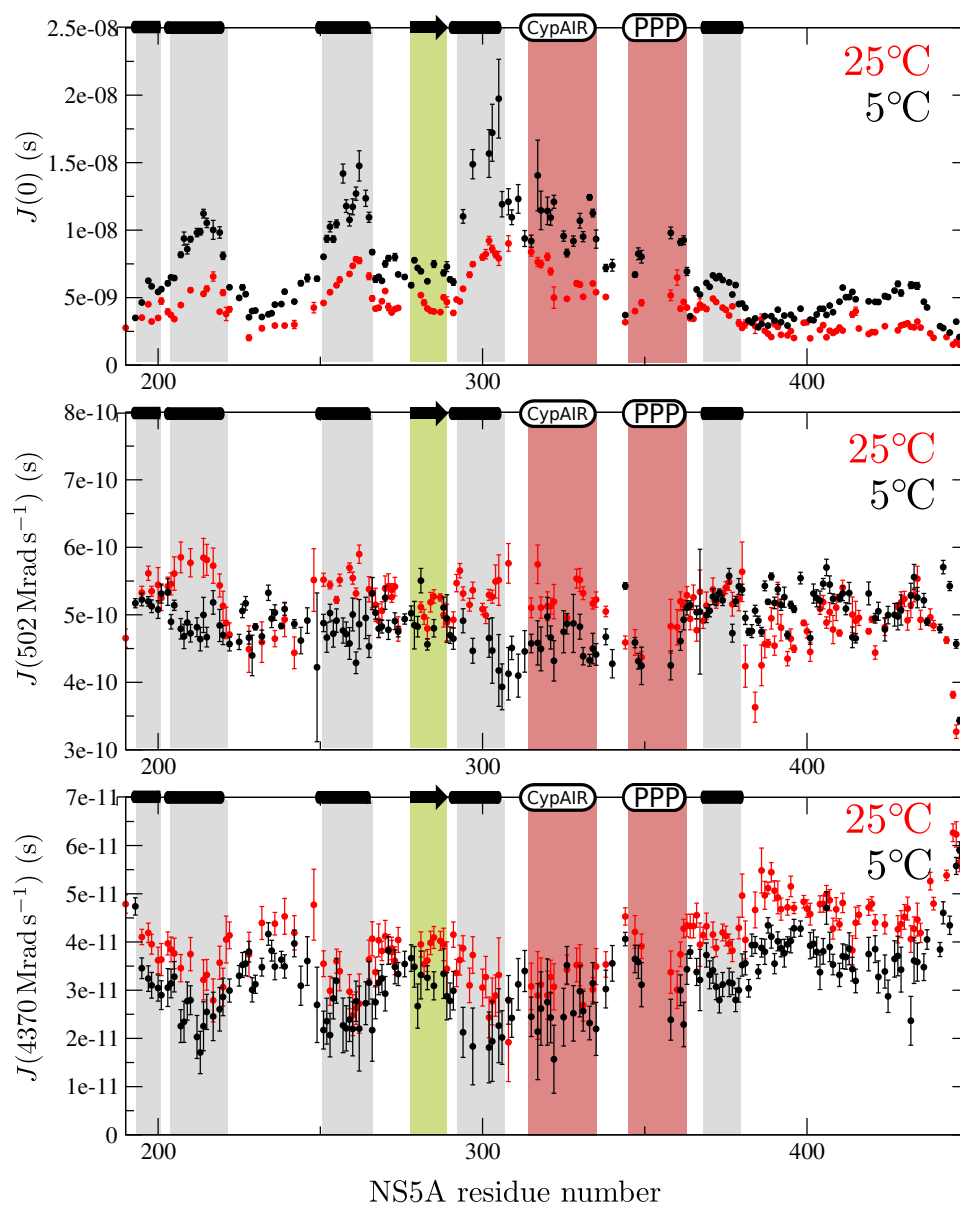 CypAIR PPP
2.5e-08
2e-08
1.5e-08
1e-08
5e-09
0
J(0) (s)
25°C
5°C
200 300 400
CypAIR PPP
8e-10
7e-10
6e-10
5e-10
4e-10
3e-10
J(502 Mrad s⁻¹) (s)
25°C
5°C
200 300 400
CypAIR PPP
7e-11
6e-11
5e-11
4e-11
3e-11
2e-11
1e-11
0
J(4370 Mrad s⁻¹) (s)
25°C
5°C
200 300 400
NS5A residue number